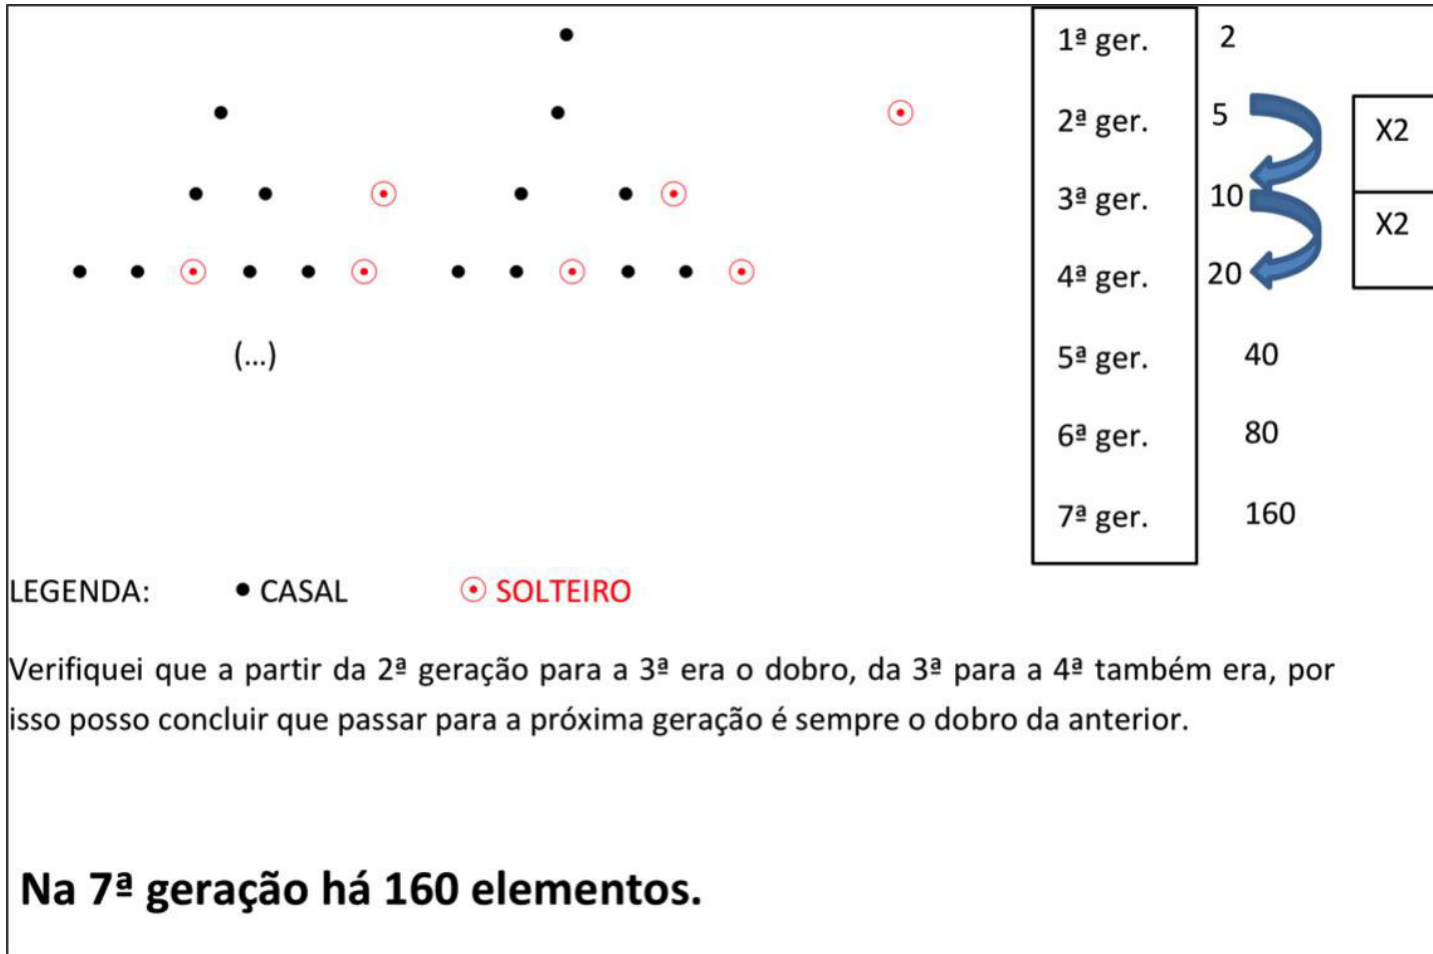 1ª ger. 2
2ª ger. 5
X2
3ª ger. 10
X2
4ª ger. 20
(...)
5ª ger. 40
6ª ger. 80
7ª ger. 160
LEGENDA: • CASAL SOLTEIRO
Verifiquei que a partir da 2ª geração para a 3ª era o dobro, da 3ª para a 4ª também era, por
isso posso concluir que passar para a próxima geração é sempre o dobro da anterior.
Na 7ª geração há 160 elementos.